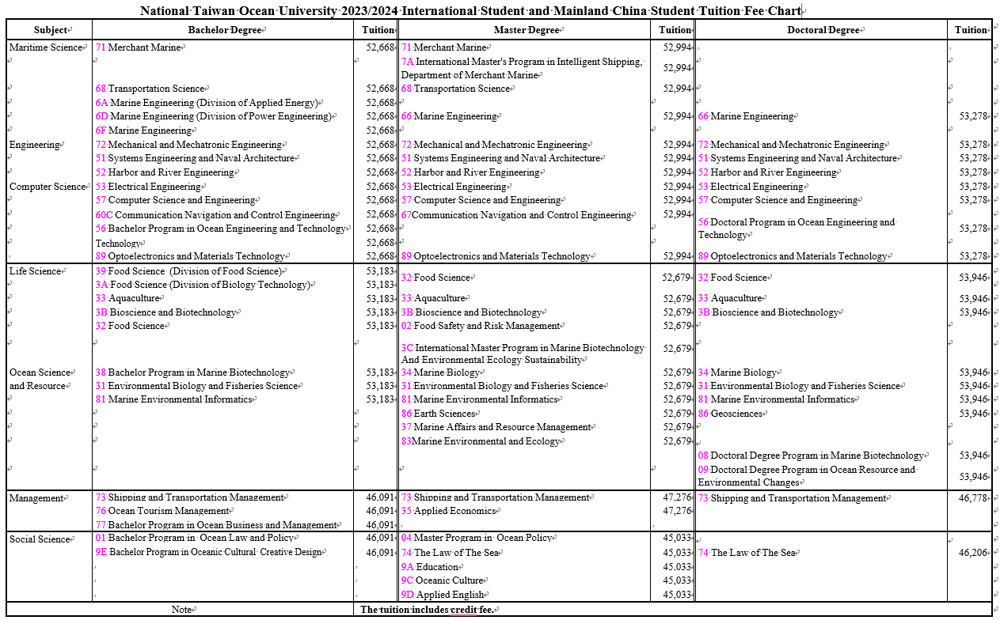 National Taiwan Ocean University 2023/2024 International Student and Mainland China Student Tuition Fee Chart
Subject Bachelor Degree Tuition Master Degree Tuition Doctoral Degree Tuition
Maritime Science 71 Merchant Marine 52,668 71 Merchant Marine 52,994
7A International Master's Program in Intelligent Shipping,
Department of Merchant Marine 52,994
68 Transportation Science 52,668 68 Transportation Science 52,994
6A Marine Engineering (Division of Applied Energy) 52,668
6D Marine Engineering (Division of Power Engineering) 52,668 66 Marine Engineering 52,994 66 Marine Engineering 53,278
6F Marine Engineering 52,668
Engineering 72 Mechanical and Mechatronic Engineering 52,668 72 Mechanical and Mechatronic Engineering 52,994 72 Mechanical and Mechatronic Engineering 53,278
51 Systems Engineering and Naval Architecture 52,668 51 Systems Engineering and Naval Architecture 52,994 51 Systems Engineering and Naval Architecture 53,278
52 Harbor and River Engineering 52,668 52 Harbor and River Engineering 52,994 52 Harbor and River Engineering 53,278
Computer Science 53 Electrical Engineering 52,668 53 Electrical Engineering 52,994 53 Electrical Engineering 53,278
57 Computer Science and Engineering 52,668 57 Computer Science and Engineering 52,994 57 Computer Science and Engineering 53,278
60C Communication Navigation and Control Engineering 52,668 67Communication Navigation and Control Engineering 52,994
56 Bachelor Program in Ocean Engineering and Technology 52,668 56 Doctoral Program in Ocean Engineering and
Technology 52,668 Technology 53,278
89 Optoelectronics and Materials Technology 52,668 89 Optoelectronics and Materials Technology 52,994 89 Optoelectronics and Materials Technology 53,278
Life Science 39 Food Science (Division of Food Science) 53,183
32 Food Science 52,679 32 Food Science 53,946
3A Food Science (Division of Biology Technology) 53,183
33 Aquaculture 53,183 33 Aquaculture 52,679 33 Aquaculture 53,946
3B Bioscience and Biotechnology 53,183 3B Bioscience and Biotechnology 52,679 3B Bioscience and Biotechnology 53,946
32 Food Science 53,183 02 Food Safety and Risk Management 52,679
3C International Master Program in Marine Biotechnology
And Environmental Ecology Sustainability 52,679
Ocean Science 38 Bachelor Program in Marine Biotechnology 53,183 34 Marine Biology 52,679 34 Marine Biology 53,946
and Resource 31 Environmental Biology and Fisheries Science 53,183 31 Environmental Biology and Fisheries Science 52,679 31 Environmental Biology and Fisheries Science 53,946
81 Marine Environmental Informatics 53,183 81 Marine Environmental Informatics 52,679 81 Marine Environmental Informatics 53,946
86 Earth Sciences 52,679 86 Geosciences 53,946
37 Marine Affairs and Resource Management 52,679
83Marine Environmental and Ecology 52,679
08 Doctoral Degree Program in Marine Biotechnology 53,946
09 Doctoral Degree Program in Ocean Resource and
Environmental Changes 53,946
Management 73 Shipping and Transportation Management 46,091 73 Shipping and Transportation Management 47,276 73 Shipping and Transportation Management 46,778
76 Ocean Tourism Management 46,091 35 Applied Economics 47,276
77 Bachelor Program in Ocean Business and Management 46,091
Social Science 01 Bachelor Program in Ocean Law and Policy 46,091 04 Master Program in Ocean Policy 45,033
9E Bachelor Program in Oceanic Cultural Creative Design 46,091 74 The Law of The Sea 45,033 74 The Law of The Sea 46,206
9A Education 45,033
9C Oceanic Culture 45,033
9D Applied English 45,033
Note The tuition includes credit fee.